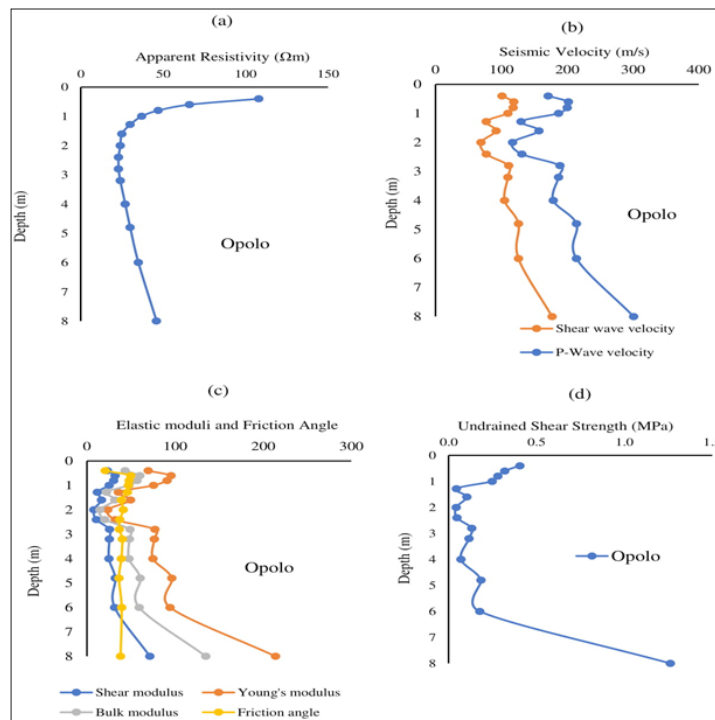 (a)
Apparent Resistivity (Ωm)
0 50 100 150
0
1
2
3
4
5
6
7
8
Depth (m)
Opolo
(b)
Seismic Velocity (m/s)
0 100 200 300 400
0
1
2
3
4
5
6
7
8
Depth (m)
Opolo
Shear wave velocity
P-Wave velocity
(c)
Elastic moduli and Friction Angle
0 100 200 300
0
1
2
3
4
5
6
7
8
Depth (m)
Opolo
Shear modulus Young's modulus
Bulk modulus Friction angle
(d)
Undrained Shear Strength (MPa)
0.0 0.5 1.0 1.5
0
1
2
3
4
5
6
7
8
Depth (m)
Opolo